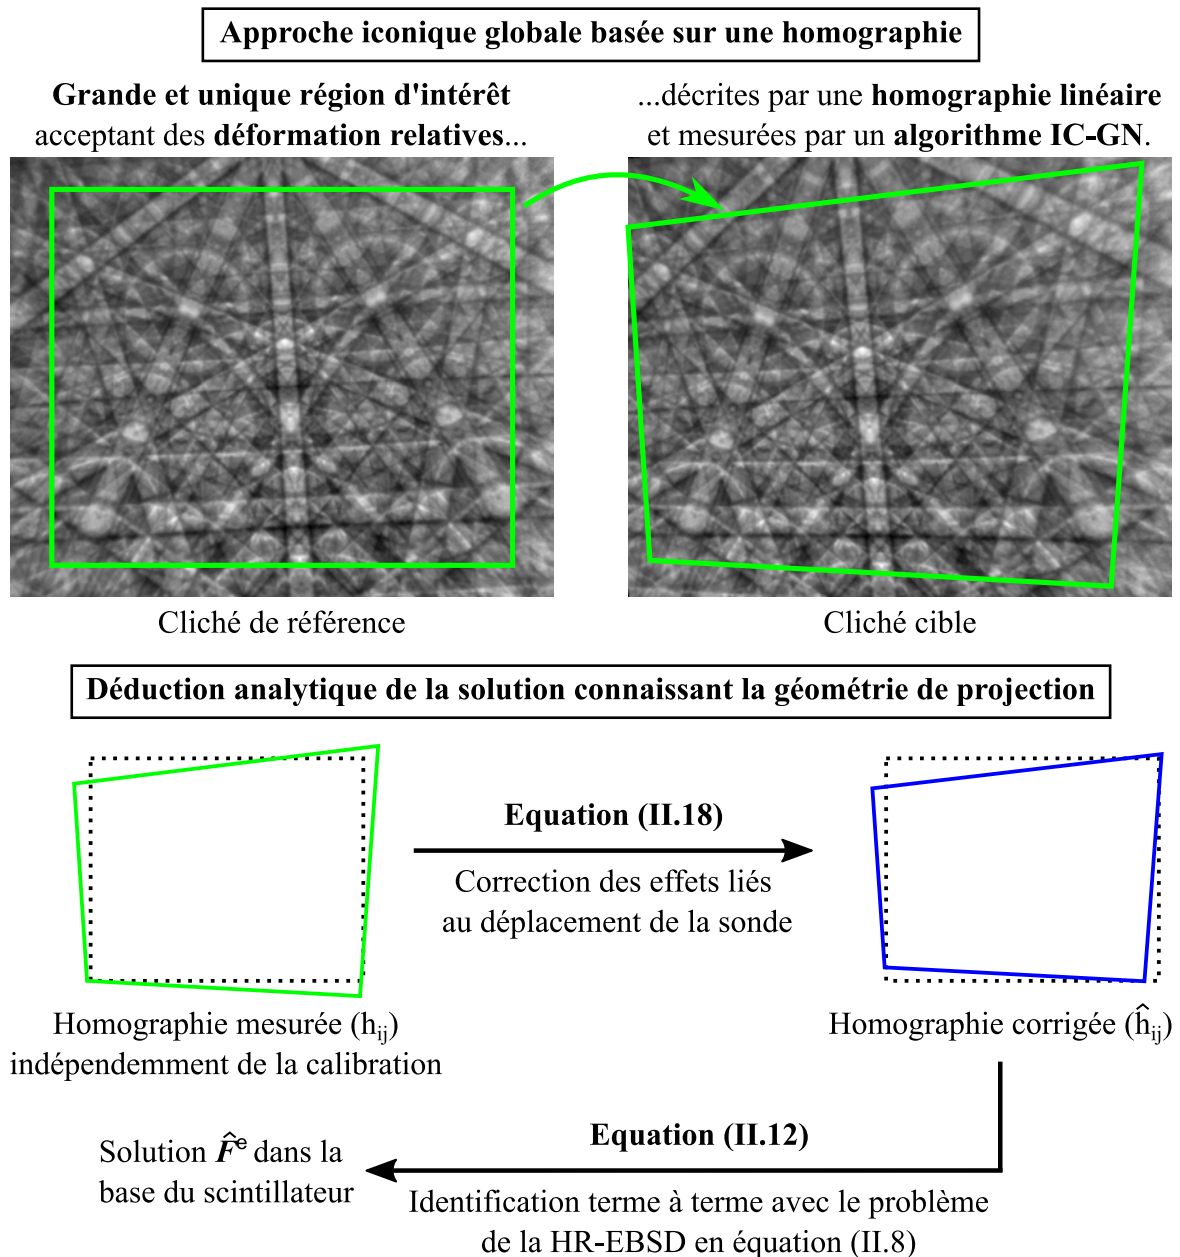 Approche iconique globale basée sur une homographie
Grande et unique région d'intérêt
acceptant des déformation relatives...
...décrites par une homographie linéaire
et mesurées par un algorithme IC-GN.
Cliché de référence
Cliché cible
Déduction analytique de la solution connaissant la géométrie de projection
Equation (II.18)
Correction des effets liés
au déplacement de la sonde
Homographie mesurée (hij)
indépendemment de la calibration
Homographie corrigée (ĥij)
Equation (II.12)
Solution F̂e dans la
base du scintillateur
Identification terme à terme avec le problème
de la HR-EBSD en équation (II.8)